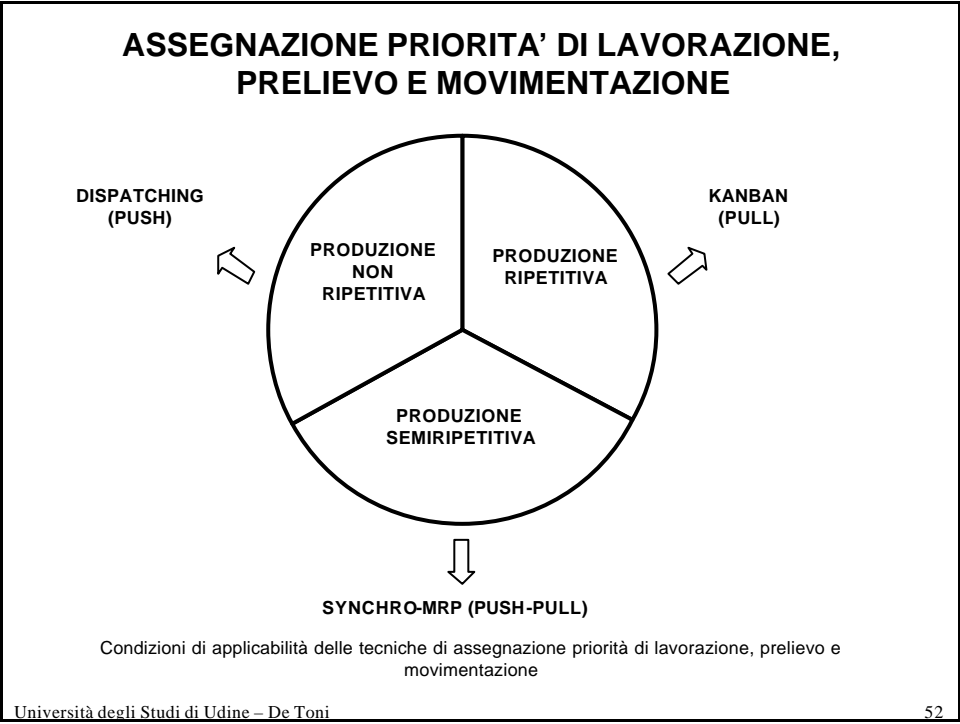 ASSEGNAZIONE PRIORITA’ DI LAVORAZIONE,
PRELIEVO E MOVIMENTAZIONE
DISPATCHING
(PUSH)
KANBAN
(PULL)
PRODUZIONE
NON
RIPETITIVA
PRODUZIONE
RIPETITIVA
PRODUZIONE
SEMIRIPETITIVA
SYNCHRO-MRP (PUSH-PULL)
Condizioni di applicabilità delle tecniche di assegnazione priorità di lavorazione, prelievo e
movimentazione
Università degli Studi di Udine – De Toni
52